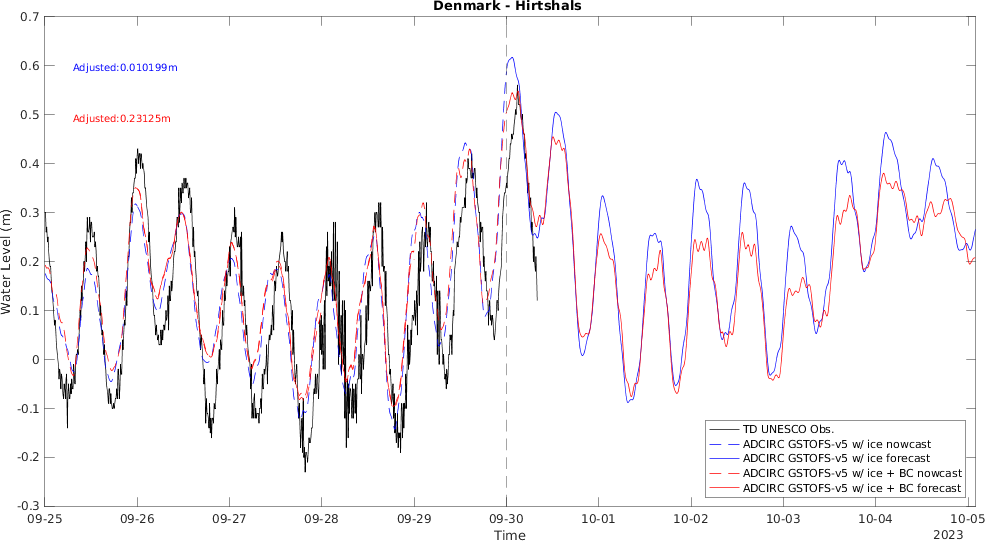 Denmark - Hirtshals
0.7
0.6
0.5
0.4
0.3
0.2
0.1
0
-0.1
-0.2
-0.3
Water Level (m)
Adjusted:0.010199m
Adjusted:0.23125m
TD UNESCO Obs.
ADCIRC GSTOFS-v5 w/ ice nowcast
ADCIRC GSTOFS-v5 w/ ice forecast
ADCIRC GSTOFS-v5 w/ ice + BC nowcast
ADCIRC GSTOFS-v5 w/ ice + BC forecast
09-25 09-26 09-27 09-28 09-29 09-30 10-01 10-02 10-03 10-04 10-05
Time
2023